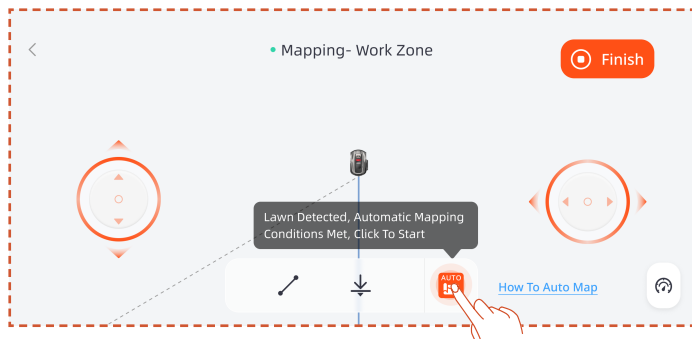 Mapping- Work Zone
Finish
Lawn Detected, Automatic Mapping
Conditions Met, Click To Start
AUTO
How To Auto Map